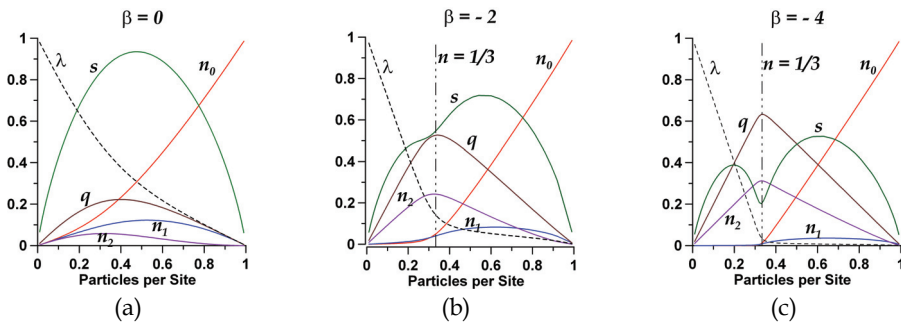 β = 0
1
0.8
0.6
0.4
0.2
0
λ
s
n₀
q
n₁
n₂
0 0.2 0.4 0.6 0.8 1
Particles per Site
(a)
β = - 2
n = 1/3
1
0.8
0.6
0.4
0.2
0
λ
s
n₀
q
n₂
n₁
0 0.2 0.4 0.6 0.8 1
Particles per Site
(b)
β = - 4
n = 1/3
1
0.8
0.6
0.4
0.2
0
λ
n₀
q
s
n₂
n₁
0 0.2 0.4 0.6 0.8 1
Particles per Site
(c)